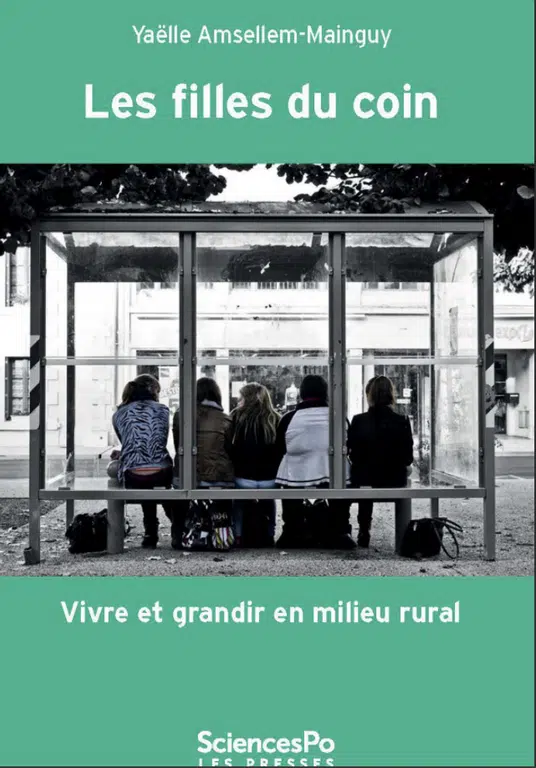 Yaëlle Amsellem-Mainguy
Les filles du coin
Vivre et grandir en milieu rural
SciencesPo
LES PRESSES